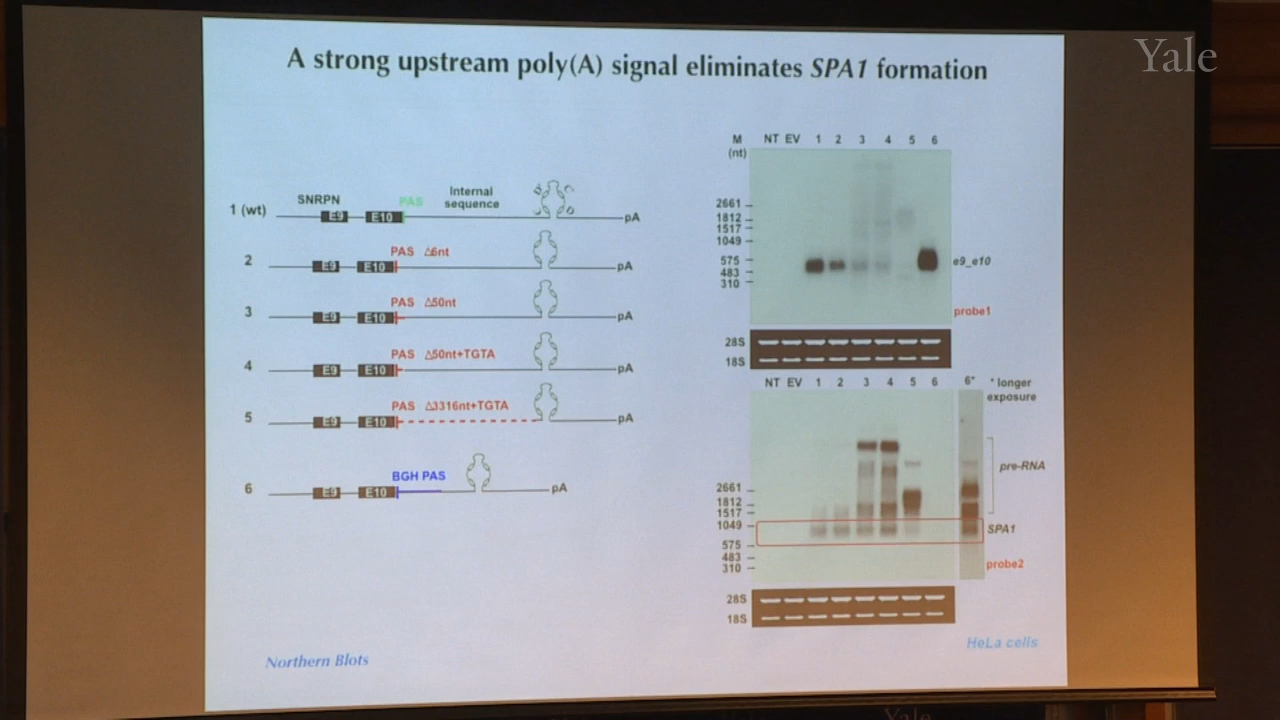 Yale
A strong upstream poly(A) signal eliminates SPA1 formation
SNRPN
PAS
Internal
sequence
1 (wt)
E9
E10
pA
2
PAS Δ6nt
E9
E10
pA
3
PAS Δ50nt
E9
E10
pA
4
PAS Δ50nt+TGTA
E9
E10
pA
5
PAS Δ3316nt+TGTA
E9
E10
pA
6
BGH PAS
E9
E10
pA
Northern Blots
M
(nt)
NT EV 1 2 3 4 5 6
2661
1812
1517
1049
575
483
310
e9_e10
probe1
28S
18S
NT EV 1 2 3 4 5 6 6*
* longer
exposure
pre-RNA
2661
1812
1517
1049
575
483
310
SPA1
probe2
28S
18S
HeLa cells
Yale